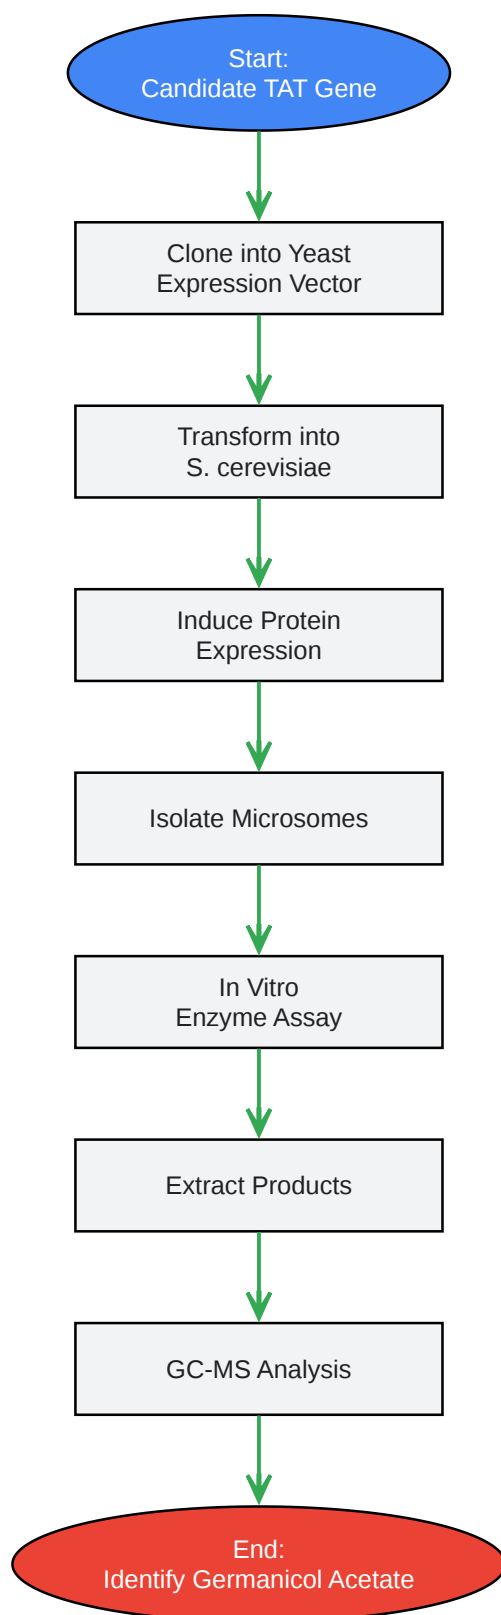 Start:
Candidate TAT Gene
Clone into Yeast
Expression Vector
Transform into
S. cerevisiae
Induce Protein
Expression
Isolate Microsomes
In Vitro
Enzyme Assay
Extract Products
GC-MS Analysis
End:
Identify Germanicol Acetate